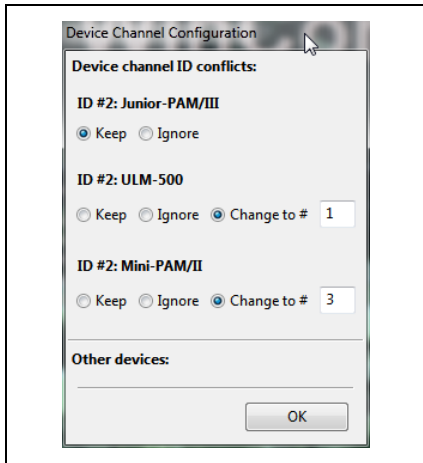 Device Channel Configuration
Device channel ID conflicts:
ID #2: Junior-PAM/III
Keep Ignore
ID #2: ULM-500
Keep Ignore Change to # 1
ID #2: Mini-PAM/II
Keep Ignore Change to # 3
Other devices:
OK